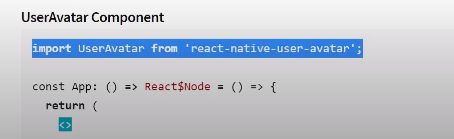 UserAvatar Component
import UserAvatar from 'react-native-user-avatar';
const App: () => React$Node = () => {
return (
<>